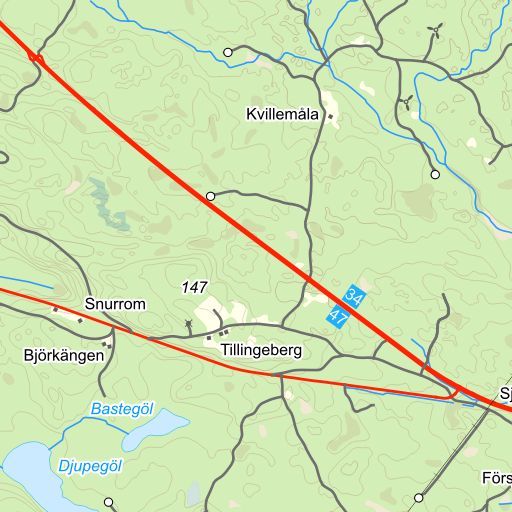 Kvillemåla
147
34
47
Snurrom
Björkängen
Tillingeberg
Sj
Bastegöl
Djupegöl
Förs